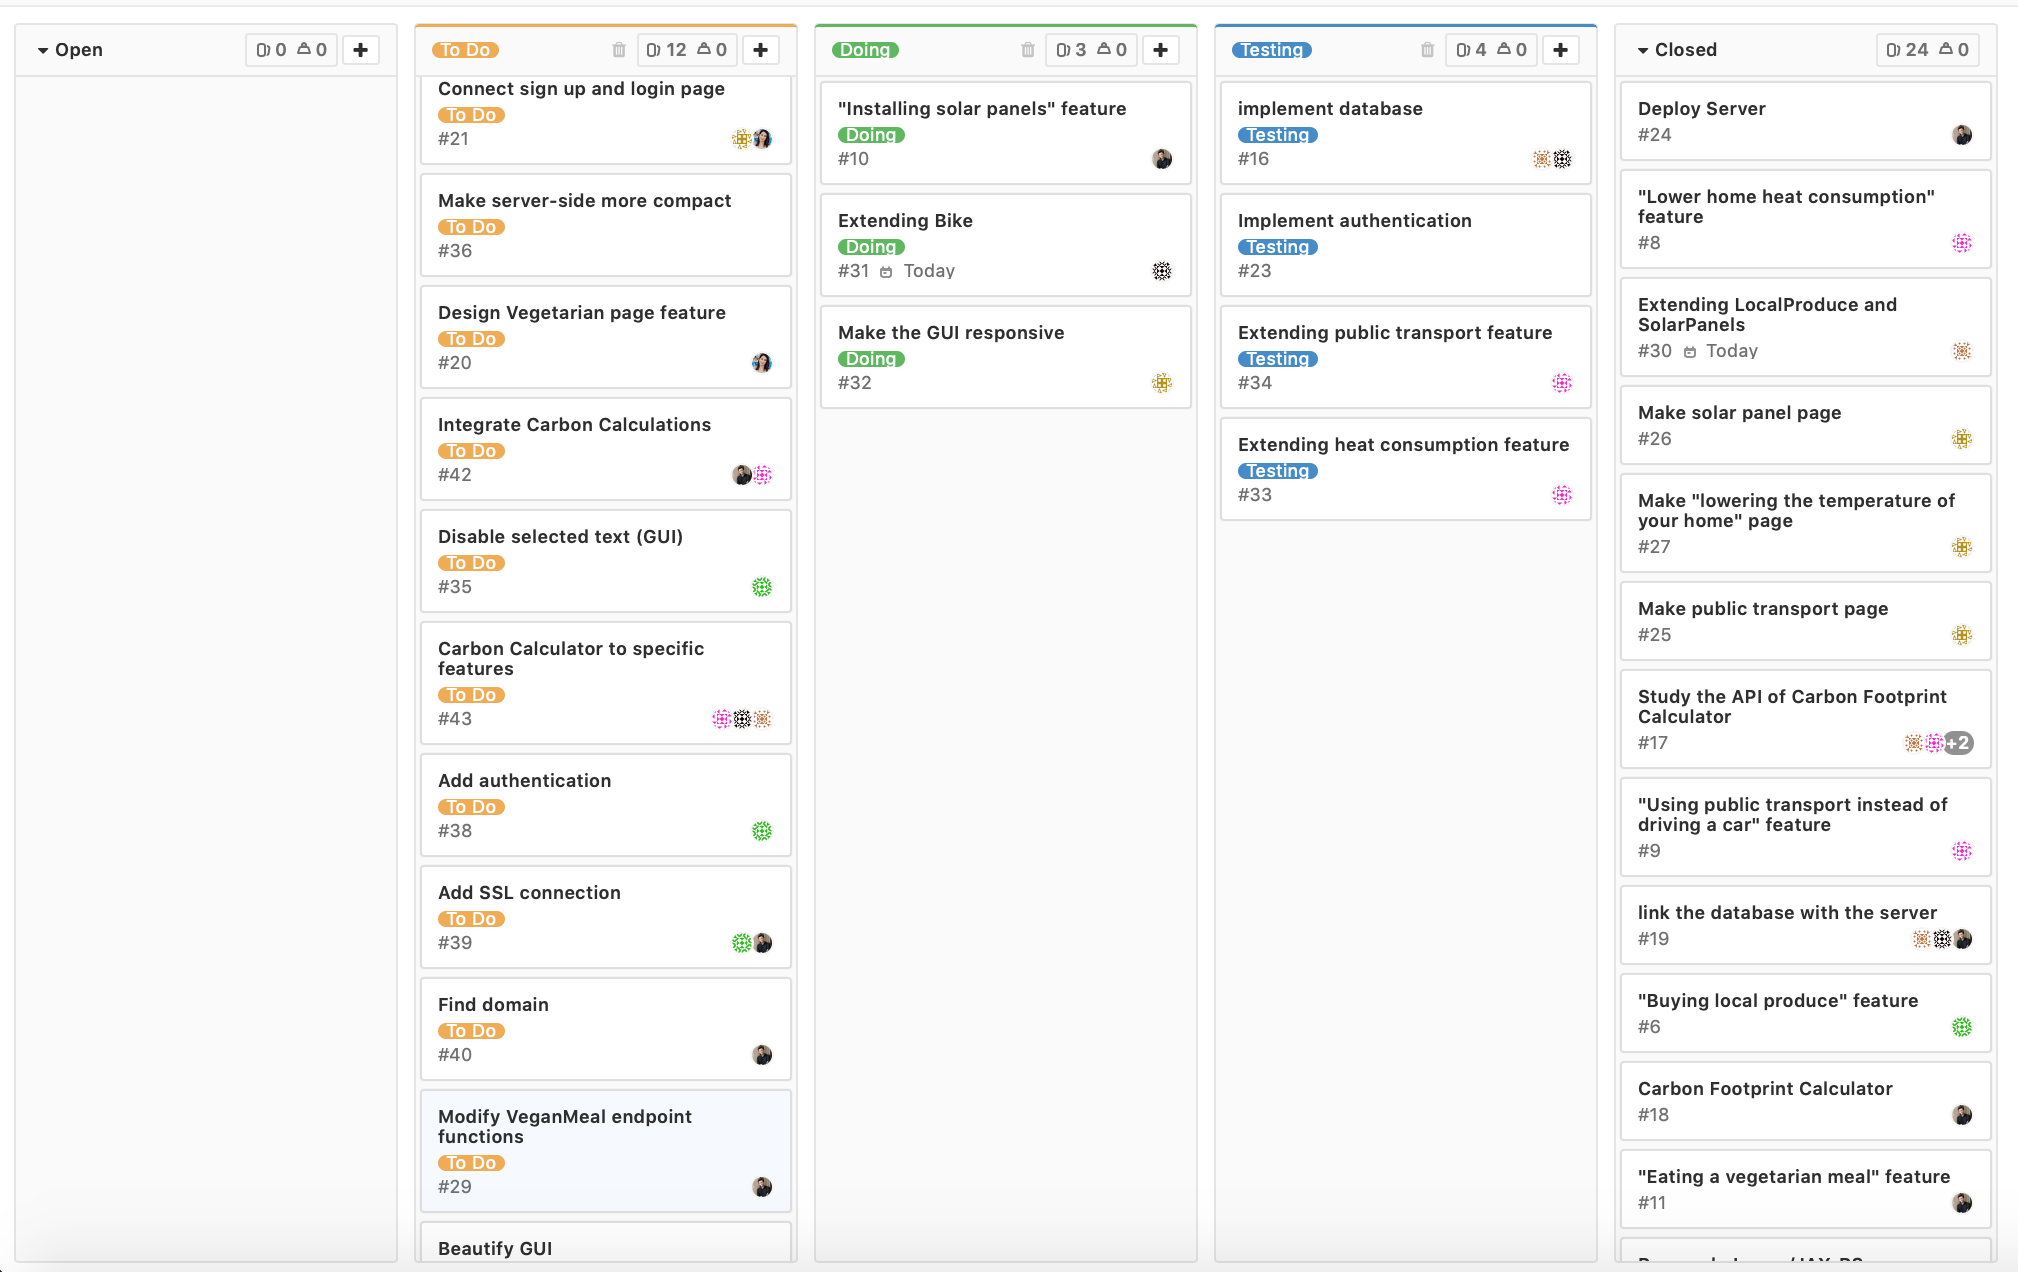 Open
0 0
To Do
12 0
Connect sign up and login page
To Do
#21
Make server-side more compact
To Do
#36
Design Vegetarian page feature
To Do
#20
Integrate Carbon Calculations
To Do
#42
Disable selected text (GUI)
To Do
#35
Carbon Calculator to specific
features
To Do
#43
Add authentication
To Do
#38
Add SSL connection
To Do
#39
Find domain
To Do
#40
Modify VeganMeal endpoint
functions
To Do
#29
Beautify GUI
Doing
3 0
"Installing solar panels" feature
Doing
#10
Extending Bike
Doing
#31 Today
Make the GUI responsive
Doing
#32
Testing
4 0
implement database
Testing
#16
Implement authentication
Testing
#23
Extending public transport feature
Testing
#34
Extending heat consumption feature
Testing
#33
Closed
24 0
Deploy Server
#24
"Lower home heat consumption"
feature
#8
Extending LocalProduce and
SolarPanels
#30 Today
Make solar panel page
#26
Make "lowering the temperature of
your home" page
#27
Make public transport page
#25
Study the API of Carbon Footprint
Calculator
#17 +2
"Using public transport instead of
driving a car" feature
#9
link the database with the server
#19
"Buying local produce" feature
#6
Carbon Footprint Calculator
#18
"Eating a vegetarian meal" feature
#11